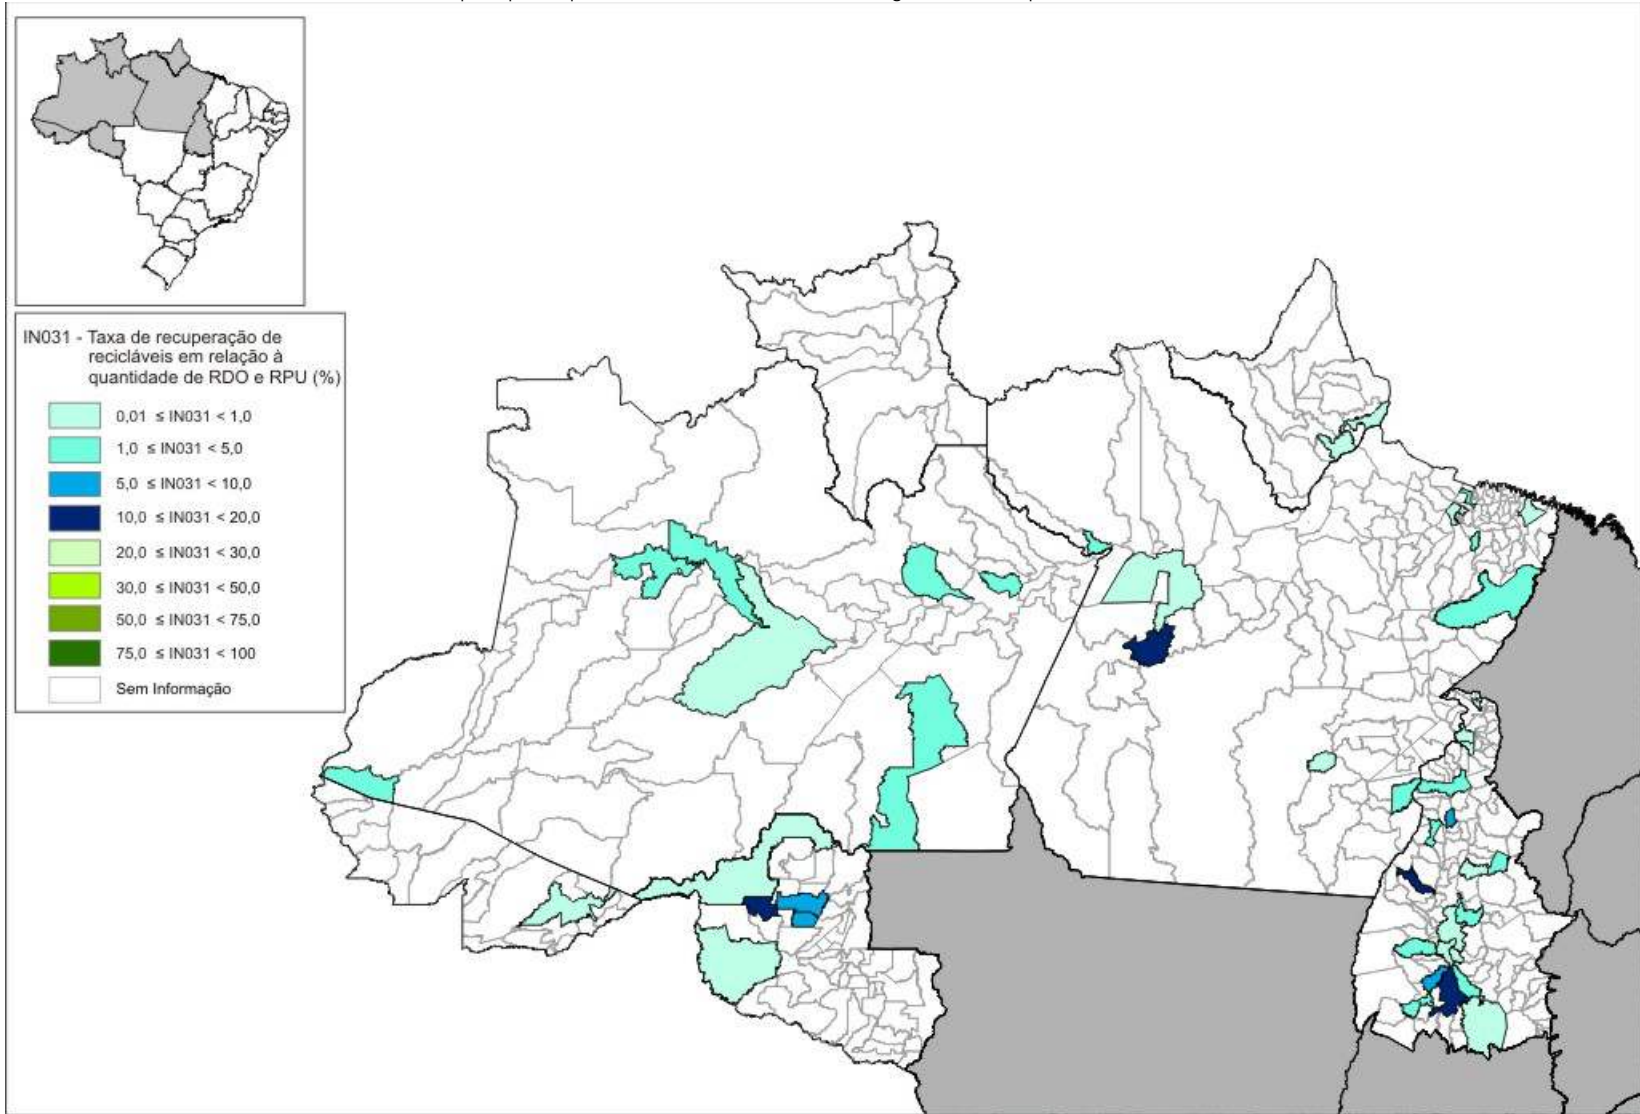 IN031 - Taxa de recuperação de
recicláveis em relação à
quantidade de RDO e RPU (%)
0,01 ≤ IN031 < 1,0
1,0 ≤ IN031 < 5,0
5,0 ≤ IN031 < 10,0
10,0 ≤ IN031 < 20,0
20,0 ≤ IN031 < 30,0
30,0 ≤ IN031 < 50,0
50,0 ≤ IN031 < 75,0
75,0 ≤ IN031 < 100
Sem Informação